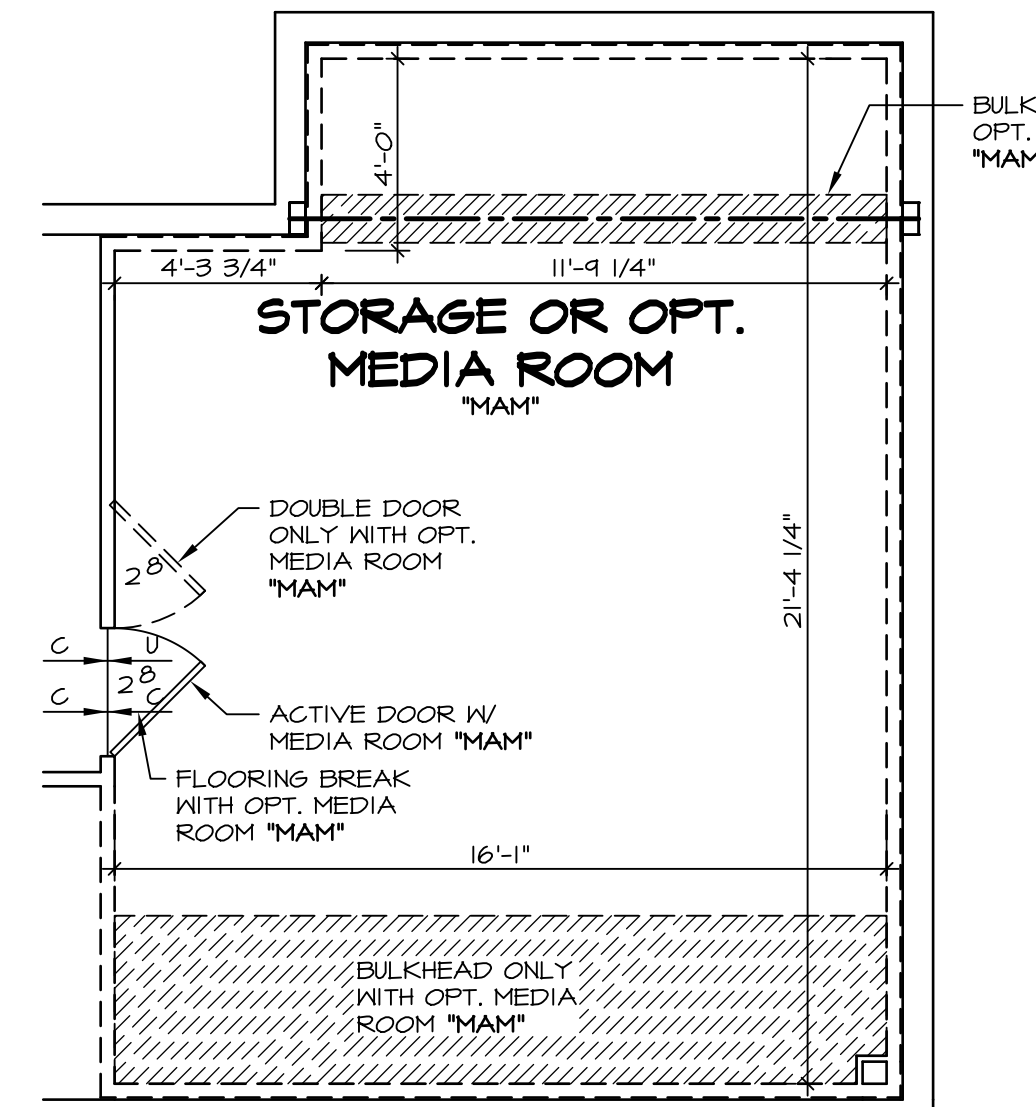 BULK
OPT.
"MAM
4'-0"
4'-3 3/4"
11'-9 1/4"
STORAGE OR OPT.
MEDIA ROOM
"MAM"
DOUBLE DOOR
ONLY WITH OPT.
MEDIA ROOM
"MAM"
28
21'-4 1/4"
C U
28
C C
ACTIVE DOOR W/
MEDIA ROOM "MAM"
FLOORING BREAK
WITH OPT. MEDIA
ROOM "MAM"
16'-1"
BULKHEAD ONLY
WITH OPT. MEDIA
ROOM "MAM"